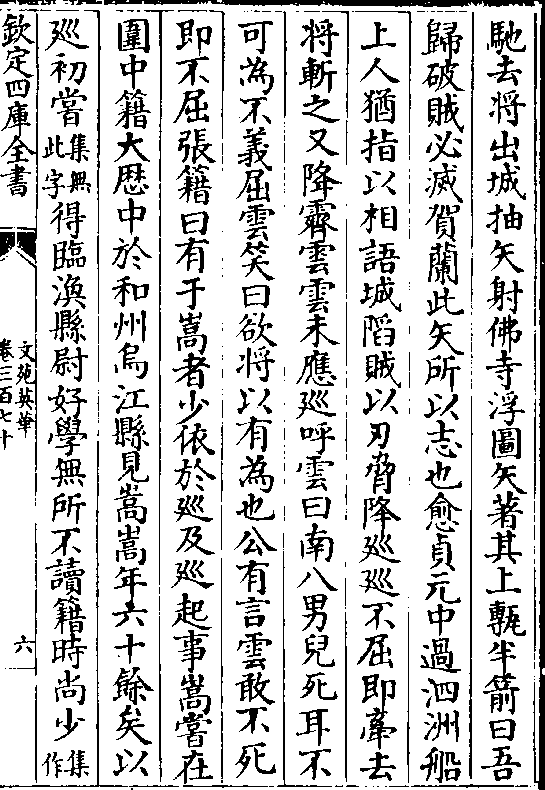 馳去將出城抽矢射佛寺浮圖矢著其上甎半箭曰吾
歸破賊必滅賀蘭此矢所以志也愈貞元中過泗洲船
上人猶指以相語城陷賊以刃脅降廵廵不屈即牽去
將斬之又降霽雲雲未應廵呼雲曰南八男兒死耳不
可為不義屈雲笑曰欲將以有為也公有言雲敢不死
即不屈張籍曰有于嵩者少依於廵及廵起事嵩嘗在
圍中籍大歷中於和州烏江縣見嵩嵩年六十餘矣以
廵初嘗集無此字得臨渙縣尉好學無所不讀籍時尚少集作
欽定四庫全書
文苑英華
卷三百七十
六